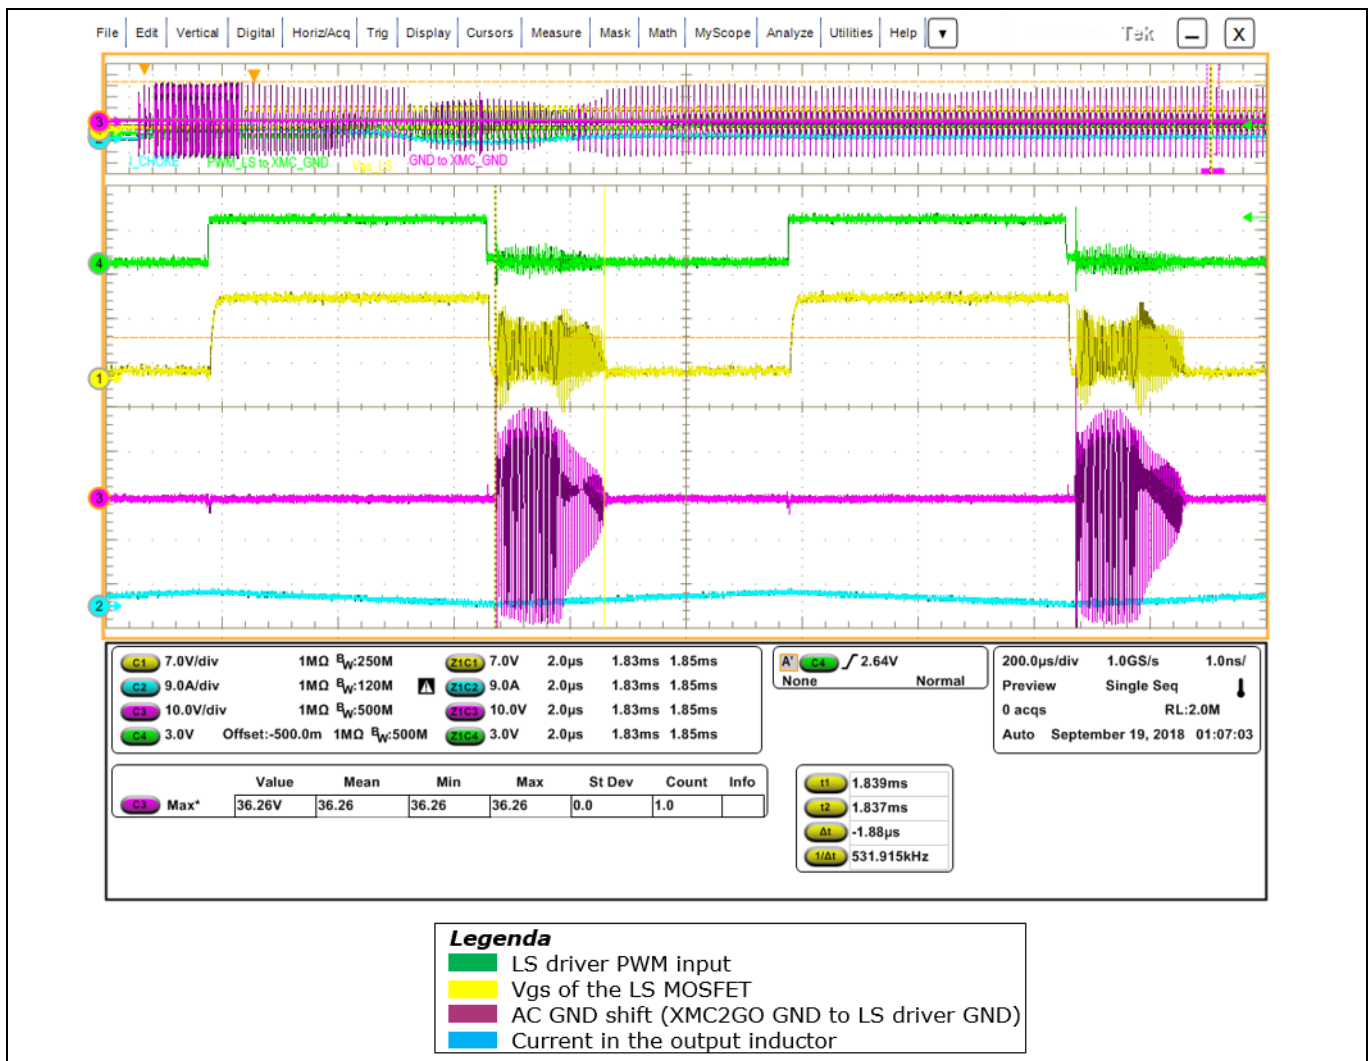 File Edit Vertical Digital Horiz/Acq Trig Display Cursors Measure Mask Math MyScope Analyze Utilities Help Tek X
3
I_CHOKE PWM_LS to XMC_GND Vgs_LS GND to XMC_GND
4
1
3
2
C1 7.0V/div 1MΩ BW:250M Z1C1 7.0V 2.0µs 1.83ms 1.85ms
C2 9.0A/div 1MΩ BW:120M Z1C2 9.0A 2.0µs 1.83ms 1.85ms
C3 10.0V/div 1MΩ BW:500M Z1C3 10.0V 2.0µs 1.83ms 1.85ms
C4 3.0V Offset:-500.0m 1MΩ BW:500M Z1C4 3.0V 2.0µs 1.83ms 1.85ms
A' C4 2.64V
None Normal
200.0µs/div 1.0GS/s 1.0ns/
Preview Single Seq
0 acqs RL:2.0M
Auto September 19, 2018 01:07:03
Value Mean Min Max St Dev Count Info
C3 Max* 36.26V 36.26 36.26 36.26 0.0 1.0
t1 1.839ms
t2 1.837ms
Δt -1.88µs
1/Δt 531.915kHz
Legenda
LS driver PWM input
Vgs of the LS MOSFET
AC GND shift (XMC2GO GND to LS driver GND)
Current in the output inductor